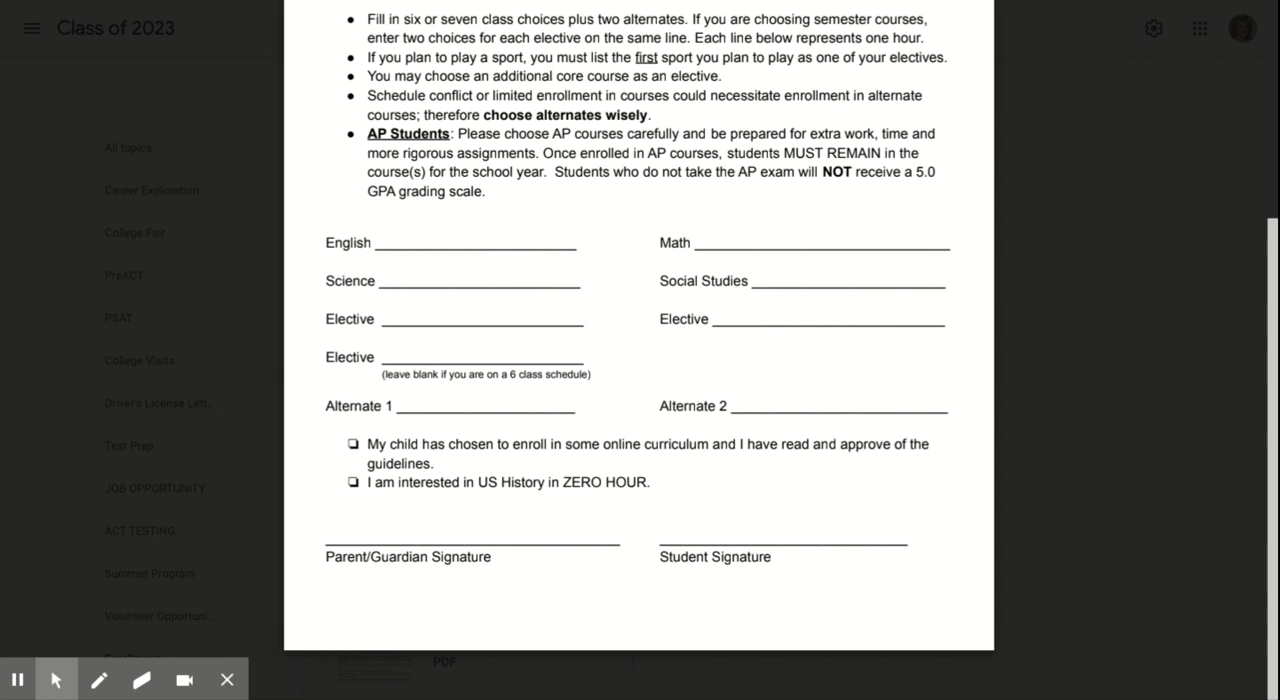 Class of 2023
Fill in six or seven class choices plus two alternates. If you are choosing semester courses,
enter two choices for each elective on the same line. Each line below represents one hour.
If you plan to play a sport, you must list the first sport you plan to play as one of your electives.
You may choose an additional core course as an elective.
Schedule conflict or limited enrollment in courses could necessitate enrollment in alternate
courses; therefore choose alternates wisely.
AP Students: Please choose AP courses carefully and be prepared for extra work, time and
more rigorous assignments. Once enrolled in AP courses, students MUST REMAIN in the
course(s) for the school year. Students who do not take the AP exam will NOT receive a 5.0
GPA grading scale.
All topics
Career Exploration
College Fair
PreACT
PSAT
College Visits
Driver's License Lett...
Test Prep
JOB OPPORTUNITY
ACT TESTING
Summer Program
Volunteer Opportuni...
English Math
Science Social Studies
Elective Elective
Elective
(leave blank if you are on a 6 class schedule)
Alternate 1 Alternate 2
My child has chosen to enroll in some online curriculum and I have read and approve of the
guidelines.
I am interested in US History in ZERO HOUR.
Parent/Guardian Signature Student Signature
PDF